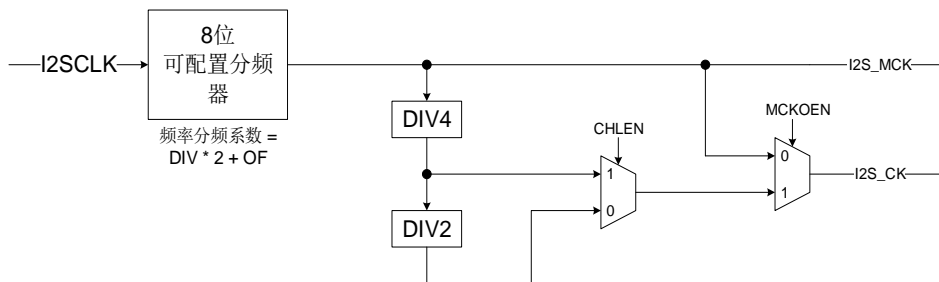 8位
可配置分频
器
I2SCLK
I2S_MCK
频率分频系数 =
DIV * 2 + OF
DIV4
CHLEN
MCKOEN
0
1
1
I2S_CK
0
DIV2